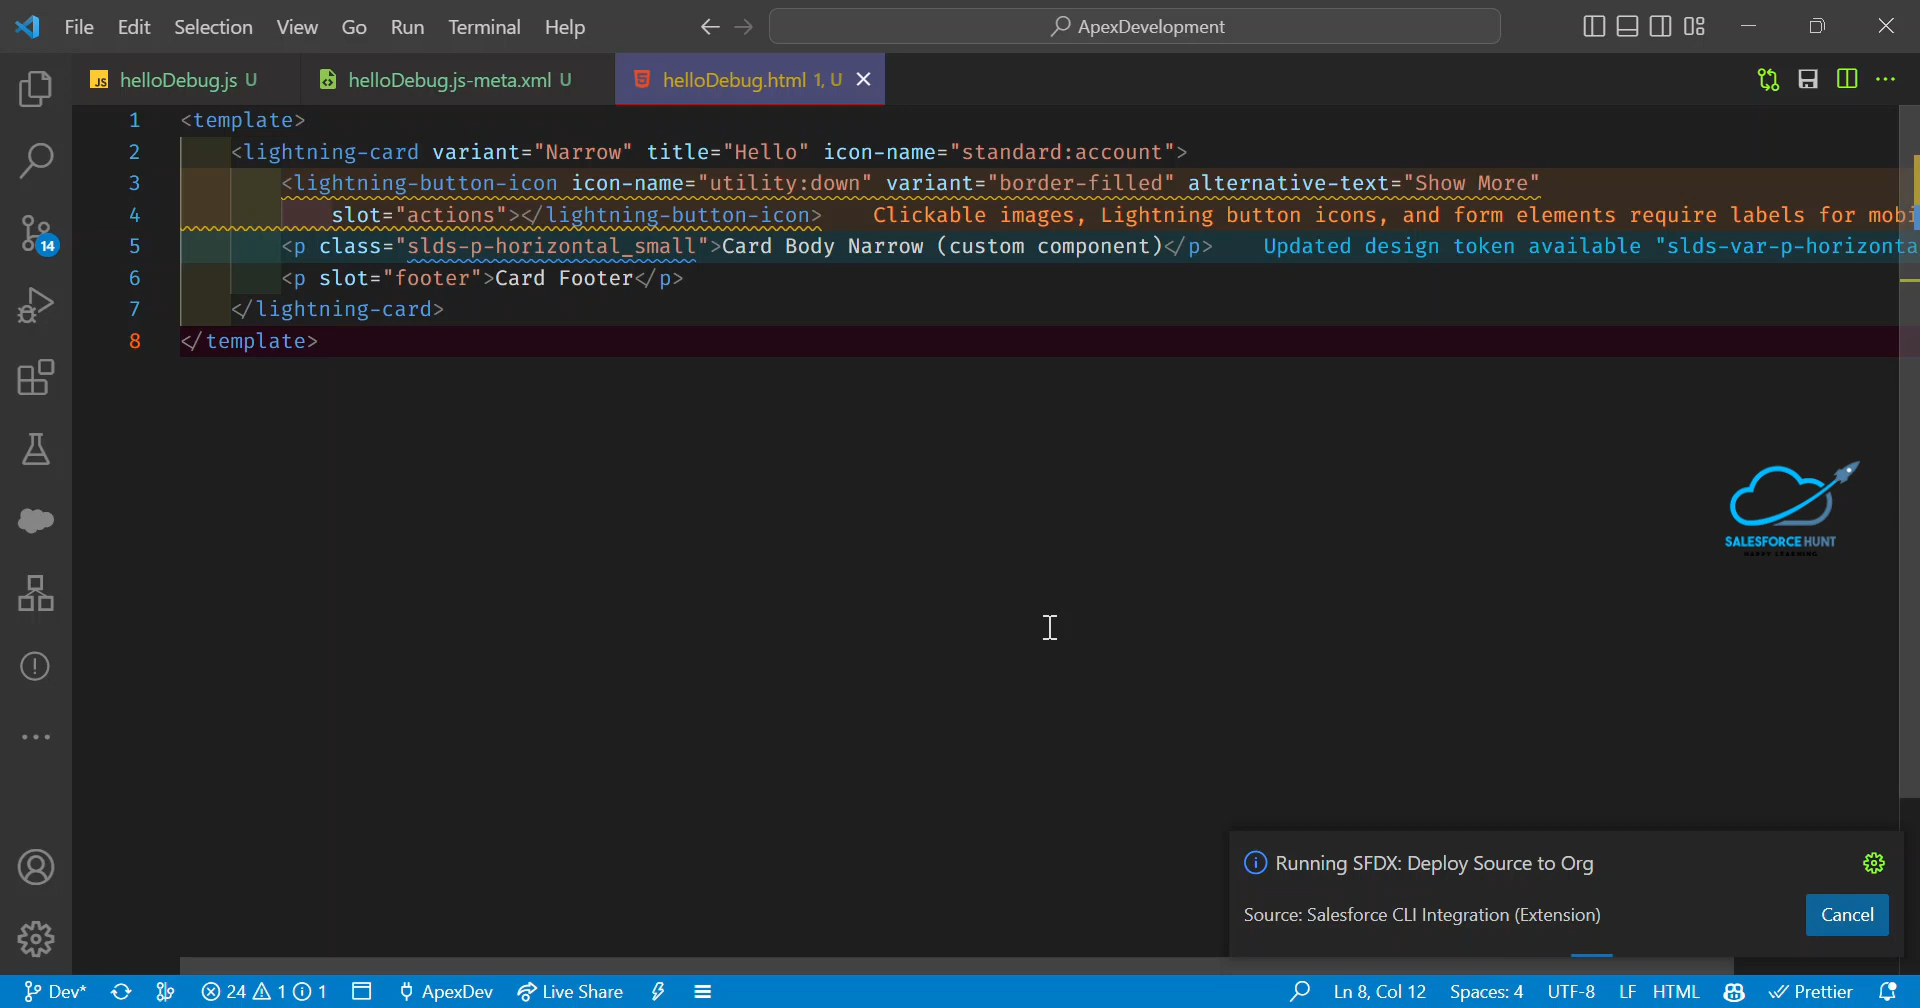 File Edit Selection View Go Run Terminal Help
ApexDevelopment
JS helloDebug.js U
helloDebug.js-meta.xml U
helloDebug.html 1, U
1 <template>
2 <lightning-card variant="Narrow" title="Hello" icon-name="standard:account">
3 <lightning-button-icon icon-name="utility:down" variant="border-filled" alternative-text="Show More"
4 slot="actions"></lightning-button-icon> Clickable images, Lightning button icons, and form elements require labels for mobi
5 <p class="slds-p-horizontal_small">Card Body Narrow (custom component)</p> Updated design token available "slds-var-p-horizonta
6 <p slot="footer">Card Footer</p>
7 </lightning-card>
8 </template>
14
SALESFORCE HUNT
Running SFDX: Deploy Source to Org
Source: Salesforce CLI Integration (Extension)
Cancel
Dev* 24 1 1 ApexDev Live Share Ln 8, Col 12 Spaces: 4 UTF-8 LF HTML Prettier